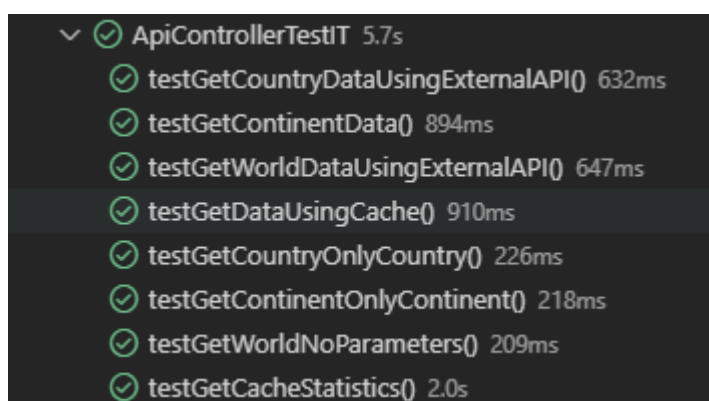 ApiControllerTestIT 5.7s
testGetCountryDataUsingExternalAPI() 632ms
testGetContinentData() 894ms
testGetWorldDataUsingExternalAPI() 647ms
testGetDataUsingCache() 910ms
testGetCountryOnlyCountry() 226ms
testGetContinentOnlyContinent() 218ms
testGetWorldNoParameters() 209ms
testGetCacheStatistics() 2.0s